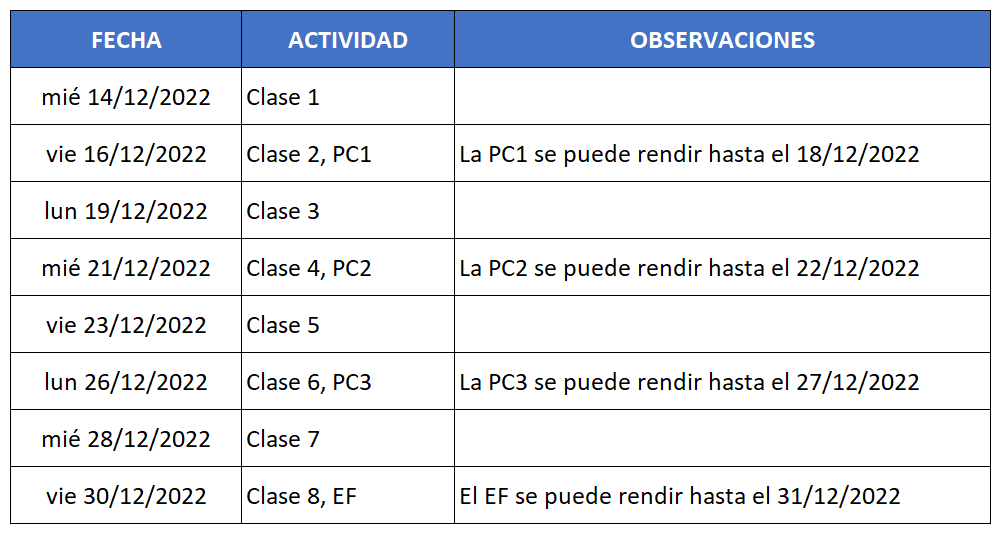 FECHA ACTIVIDAD OBSERVACIONES
mié 14/12/2022 Clase 1
vie 16/12/2022 Clase 2, PC1 La PC1 se puede rendir hasta el 18/12/2022
lun 19/12/2022 Clase 3
mié 21/12/2022 Clase 4, PC2 La PC2 se puede rendir hasta el 22/12/2022
vie 23/12/2022 Clase 5
lun 26/12/2022 Clase 6, PC3 La PC3 se puede rendir hasta el 27/12/2022
mié 28/12/2022 Clase 7
vie 30/12/2022 Clase 8, EF El EF se puede rendir hasta el 31/12/2022